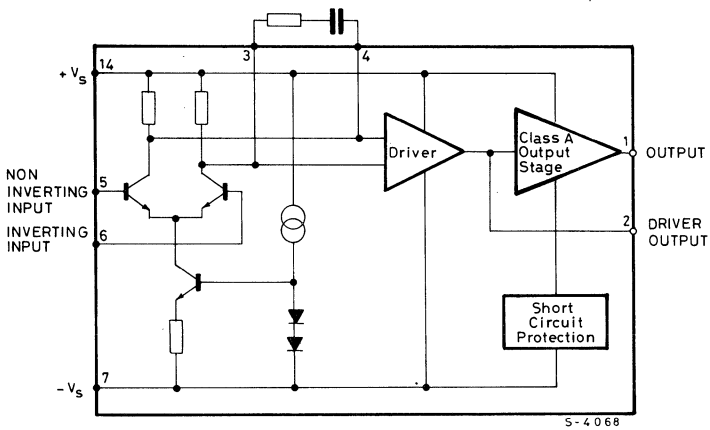 3
4
+ Vs
14
NON
INVERTING
INPUT
5
INVERTING
INPUT
6
Driver
Class A
Output
Stage
1
OUTPUT
2
DRIVER
OUTPUT
Short
Circuit
Protection
- Vs
7
S-4068